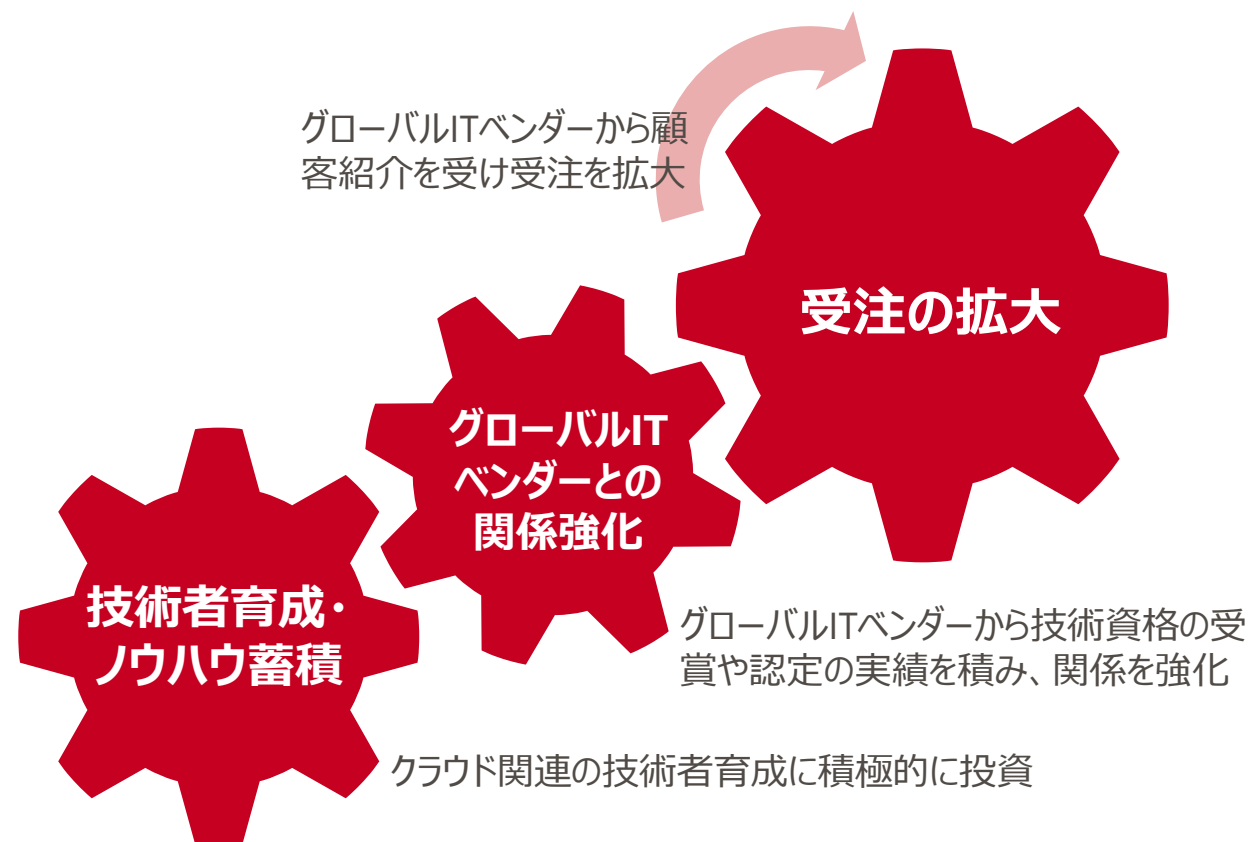 グローバルITベンダーから顧
客紹介を受け受注を拡大
受注の拡大
グローバルIT
ベンダーとの
関係強化
技術者育成・
ノウハウ蓄積
グローバルITベンダーから技術資格の受
賞や認定の実績を積み、関係を強化
クラウド関連の技術者育成に積極的に投資